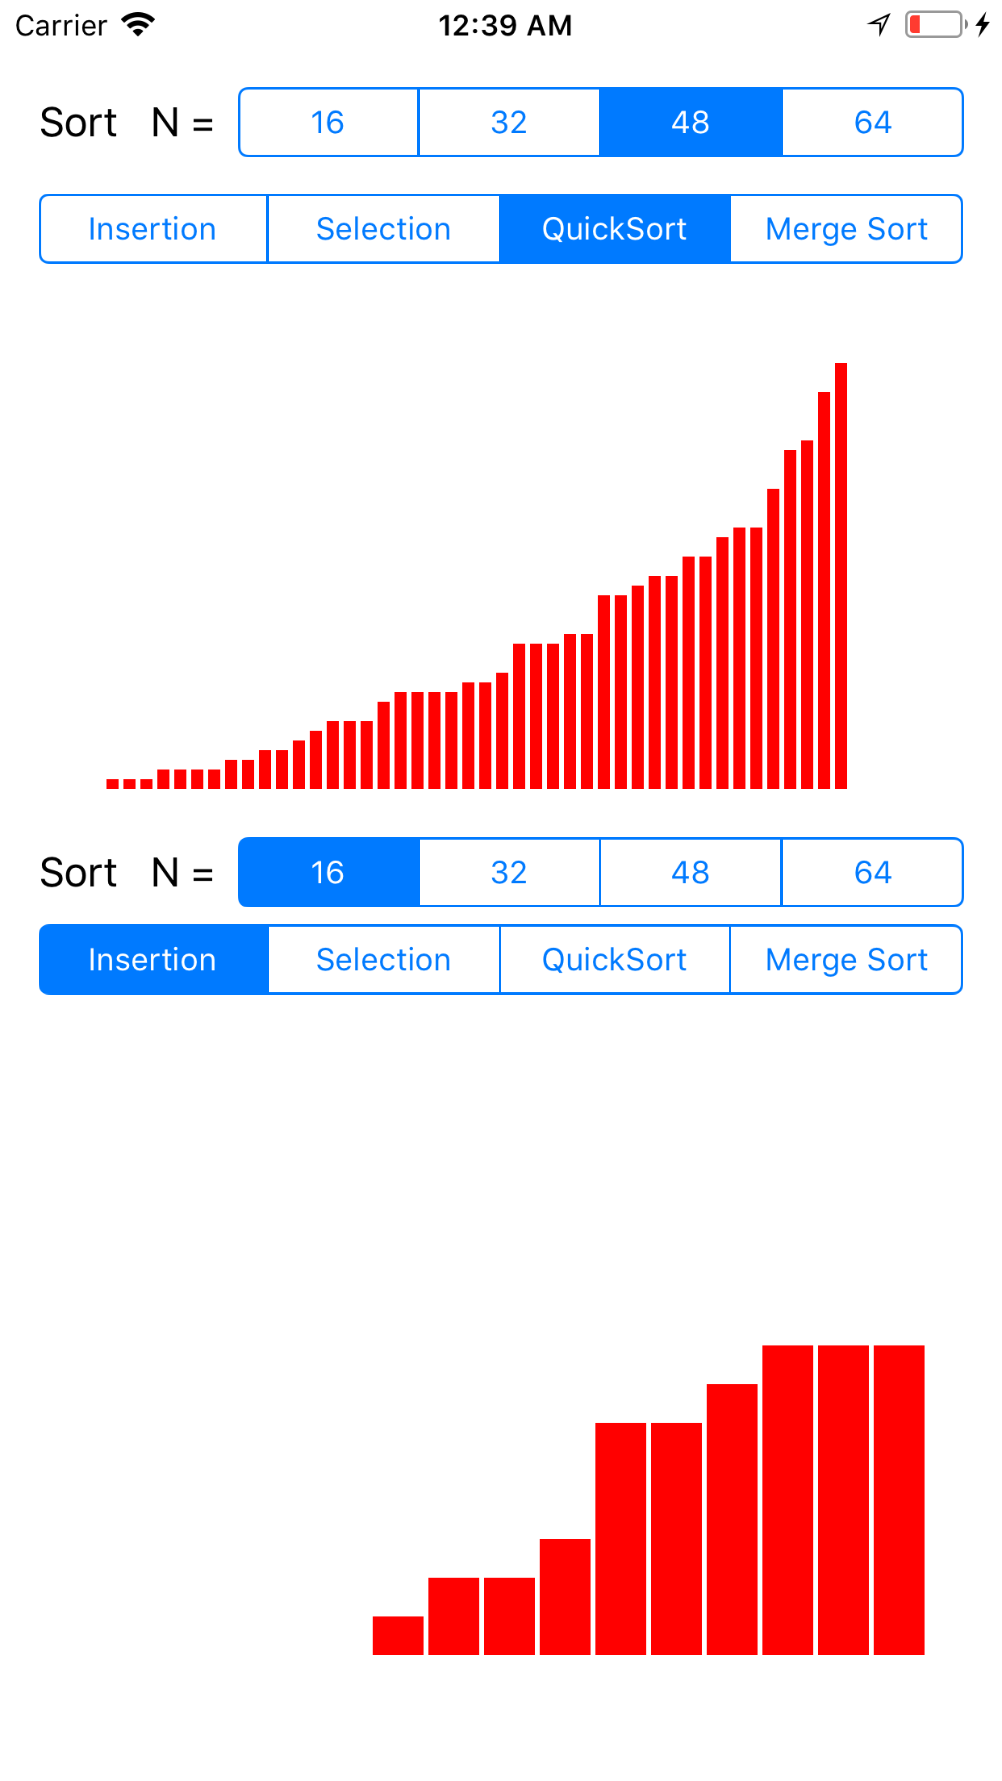 Carrier 12:39 AM
Sort N = 16 32 48 64
Insertion Selection QuickSort Merge Sort
Sort N = 16 32 48 64
Insertion Selection QuickSort Merge Sort